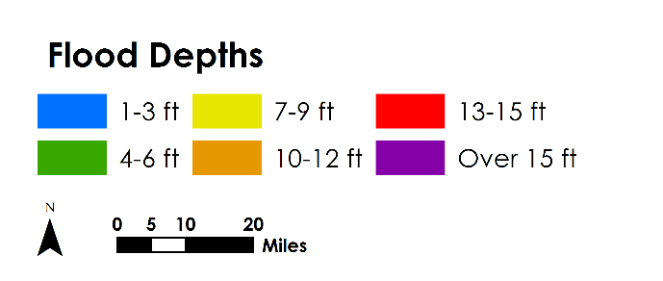 Flood Depths
1-3 ft 7-9 ft 13-15 ft
4-6 ft 10-12 ft Over 15 ft
N
0 5 10 20
Miles